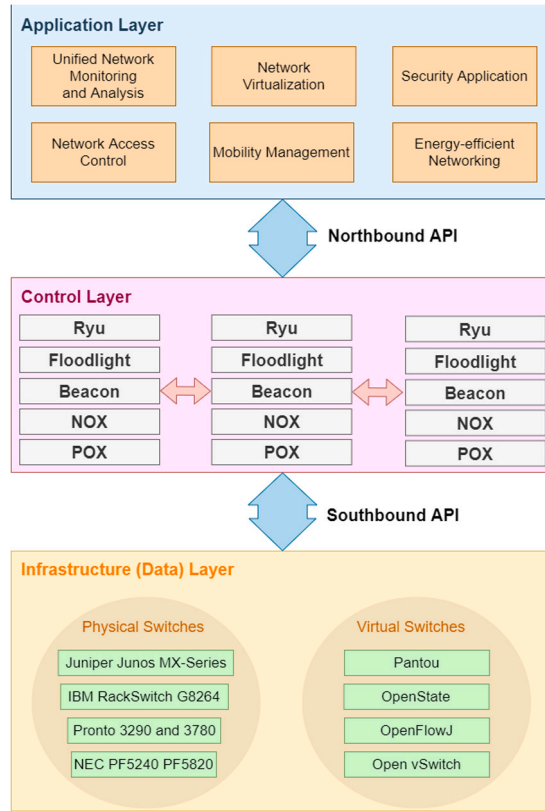 Application Layer
Unified Network
Monitoring
and Analysis
Network
Virtualization
Security Application
Network Access
Control
Mobility Management
Energy-efficient
Networking
Northbound API
Control Layer
Ryu
Floodlight
Beacon
NOX
POX
Ryu
Floodlight
Beacon
NOX
POX
Ryu
Floodlight
Beacon
NOX
POX
Southbound API
Infrastructure (Data) Layer
Physical Switches
Juniper Junos MX-Series
IBM RackSwitch G8264
Pronto 3290 and 3780
NEC PF5240 PF5820
Virtual Switches
Pantou
OpenState
OpenFlowJ
Open vSwitch